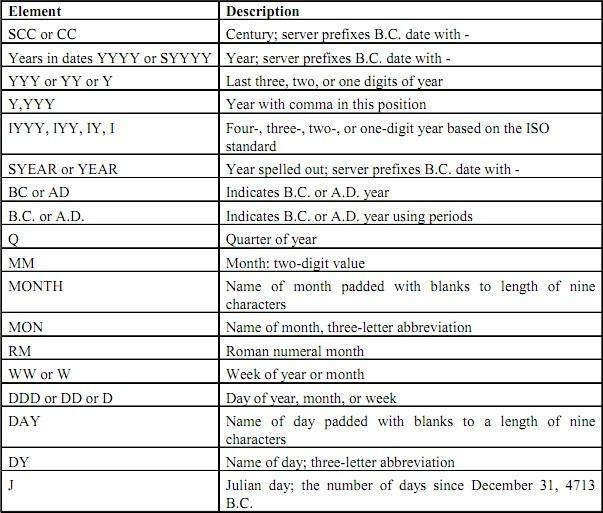 Element Description
SCC or CC Century; server prefixes B.C. date with -
Years in dates YYYY or SYYYY Year; server prefixes B.C. date with -
YYY or YY or Y Last three, two, or one digits of year
Y,YYY Year with comma in this position
IYYY, IYY, IY, I Four-, three-, two-, or one-digit year based on the ISO
standard
SYEAR or YEAR Year spelled out; server prefixes B.C. date with -
BC or AD Indicates B.C. or A.D. year
B.C. or A.D. Indicates B.C. or A.D. year using periods
Q Quarter of year
MM Month: two-digit value
MONTH Name of month padded with blanks to length of nine
characters
MON Name of month, three-letter abbreviation
RM Roman numeral month
WW or W Week of year or month
DDD or DD or D Day of year, month, or week
DAY Name of day padded with blanks to a length of nine
characters
DY Name of day; three-letter abbreviation
J Julian day; the number of days since December 31, 4713
B.C.